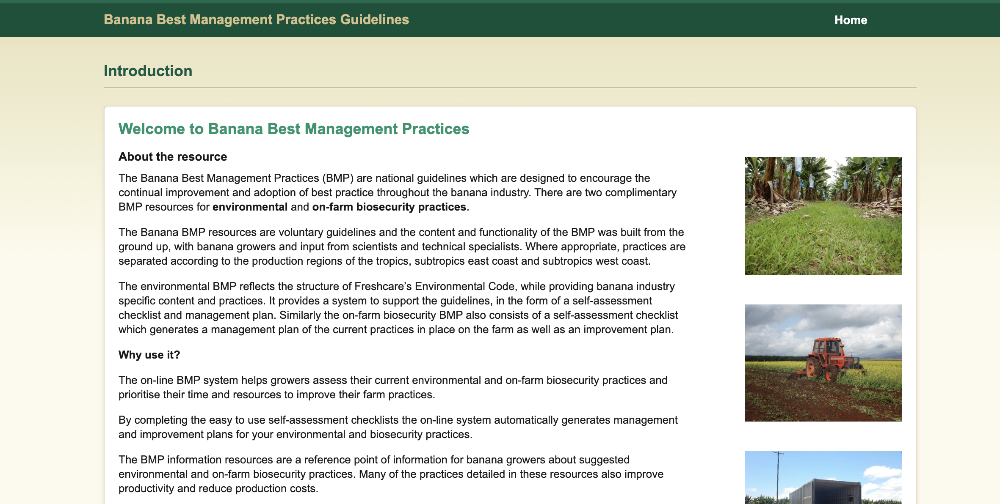 Banana Best Management Practices Guidelines
Home
Introduction
Welcome to Banana Best Management Practices
About the resource
The Banana Best Management Practices (BMP) are national guidelines which are designed to encourage the
continual improvement and adoption of best practice throughout the banana industry. There are two complimentary
BMP resources for environmental and on-farm biosecurity practices.
The Banana BMP resources are voluntary guidelines and the content and functionality of the BMP was built from the
ground up, with banana growers and input from scientists and technical specialists. Where appropriate, practices are
separated according to the production regions of the tropics, subtropics east coast and subtropics west coast.
The environmental BMP reflects the structure of Freshcare’s Environmental Code, while providing banana industry
specific content and practices. It provides a system to support the guidelines, in the form of a self-assessment
checklist and management plan. Similarly the on-farm biosecurity BMP also consists of a self-assessment checklist
which generates a management plan of the current practices in place on the farm as well as an improvement plan.
Why use it?
The on-line BMP system helps growers assess their current environmental and on-farm biosecurity practices and
prioritise their time and resources to improve their farm practices.
By completing the easy to use self-assessment checklists the on-line system automatically generates management
and improvement plans for your environmental and biosecurity practices.
The BMP information resources are a reference point of information for banana growers about suggested
environmental and on-farm biosecurity practices. Many of the practices detailed in these resources also improve
productivity and reduce production costs.